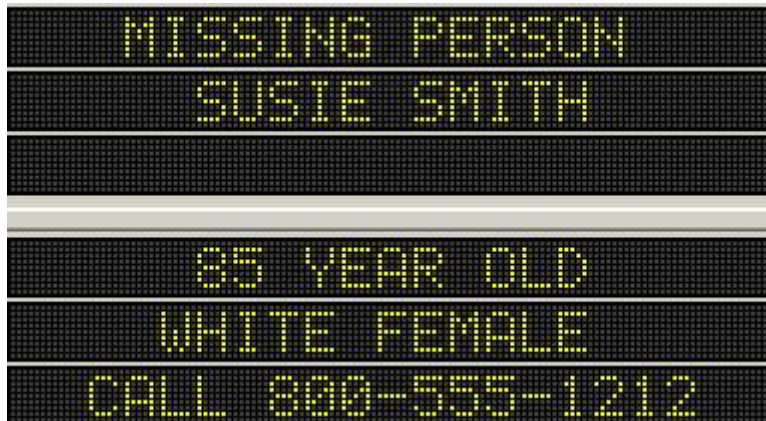 MISSING PERSON
SUSIE SMITH
85 YEAR OLD
WHITE FEMALE
CALL 800-555-1212